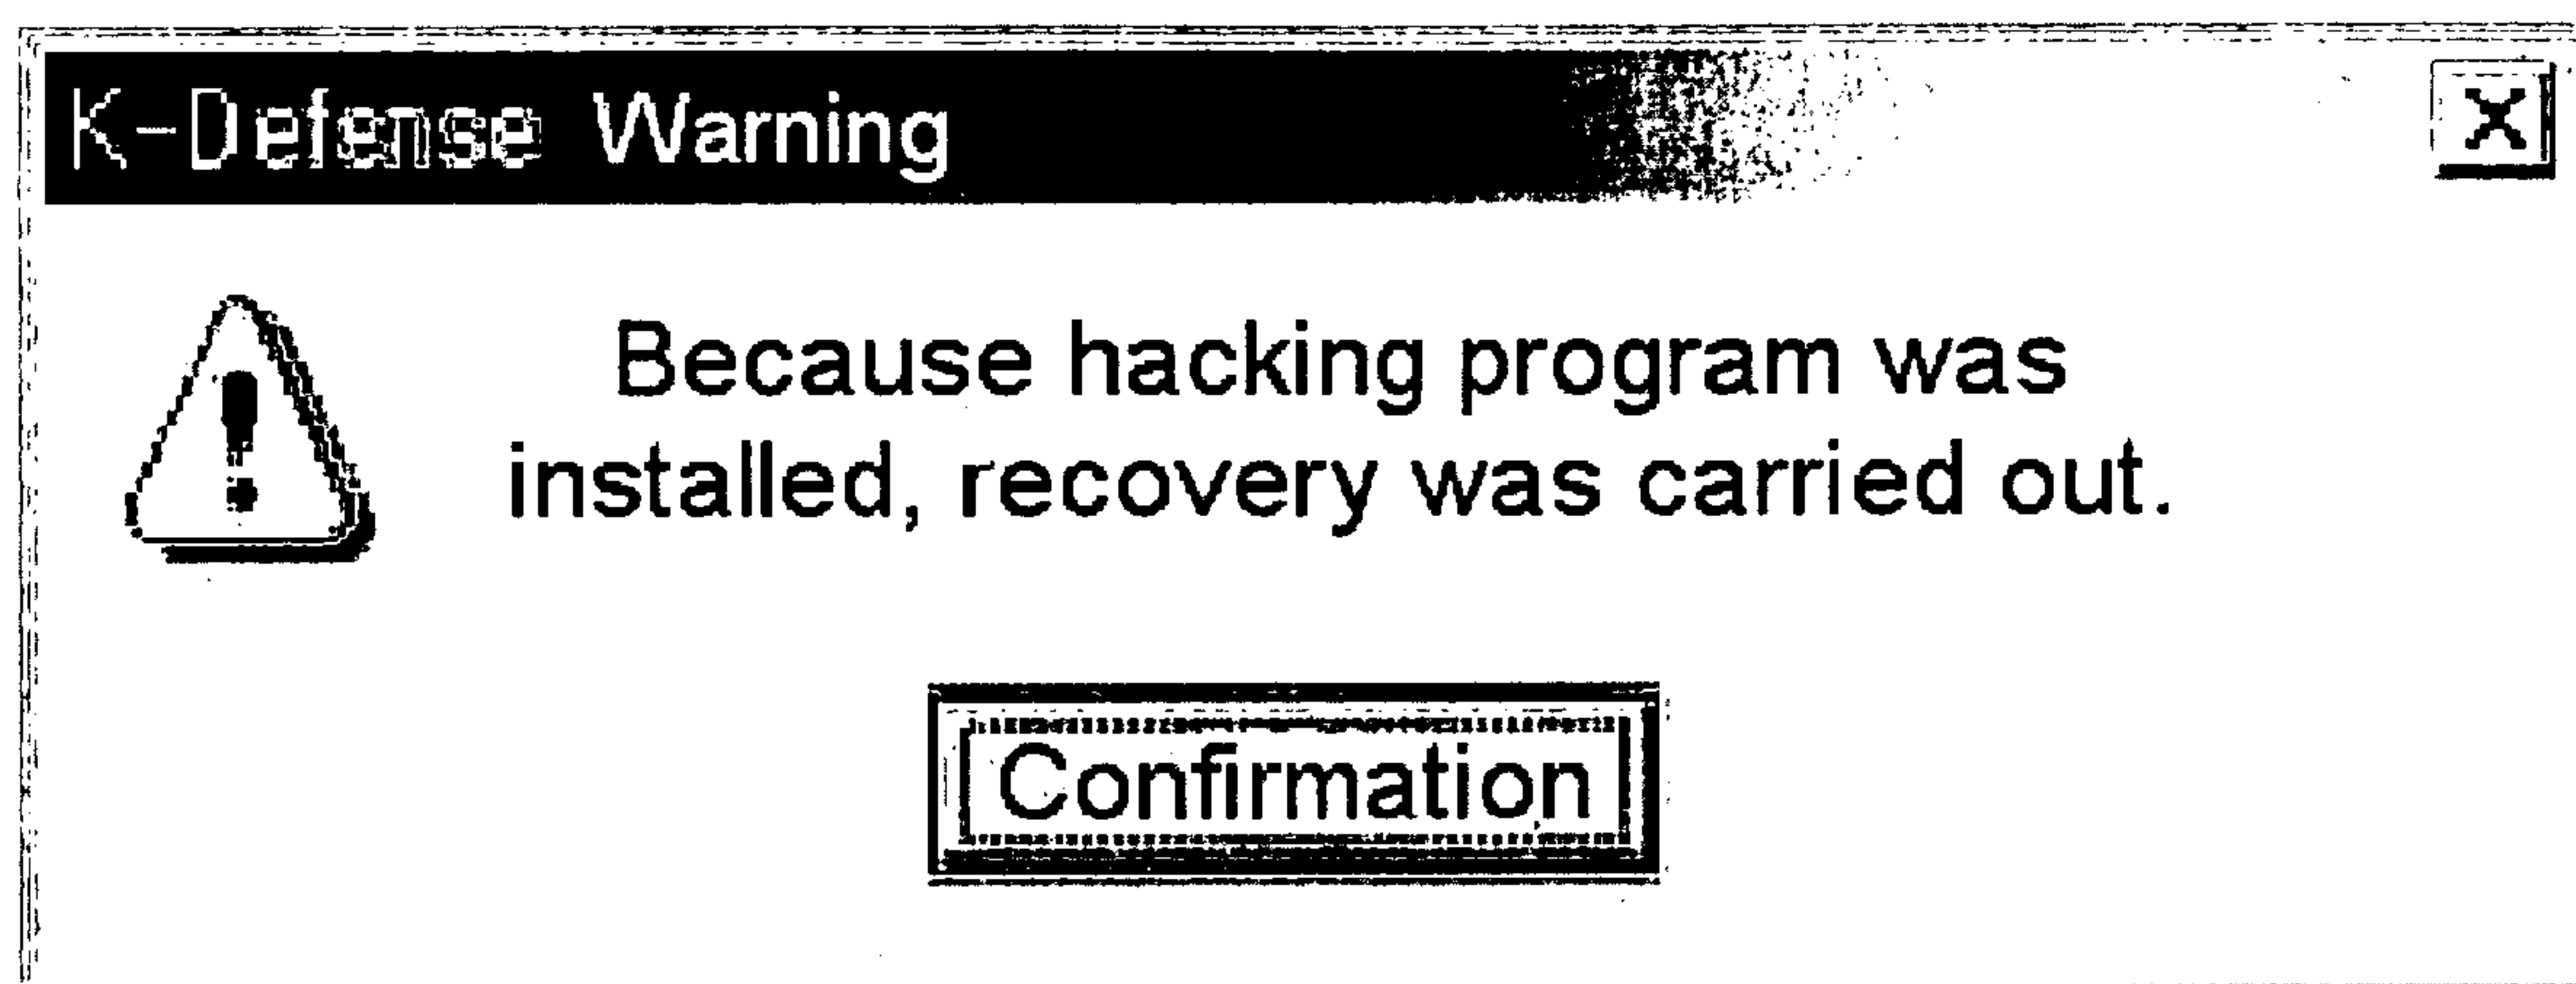 K-Defense Warning
Because hacking program was
installed, recovery was carried out.
Confirmation